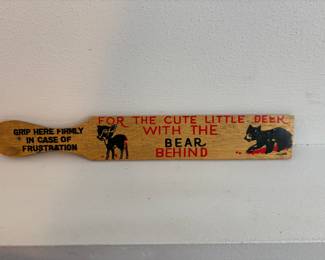 GRIP HERE FIRMLY
IN CASE OF
FRUSTRATION
FOR THE CUTE LITTLE DEER
WITH THE
BEAR
BEHIND